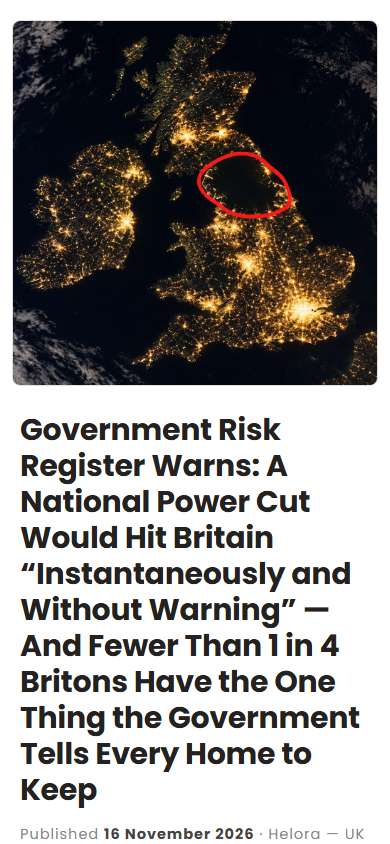 Government Risk
Register Warns: A
National Power Cut
Would Hit Britain
“Instantaneously and
Without Warning” —
And Fewer Than 1 in 4
Britons Have the One
Thing the Government
Tells Every Home to
Keep
Published 16 November 2026 · Helora — UK